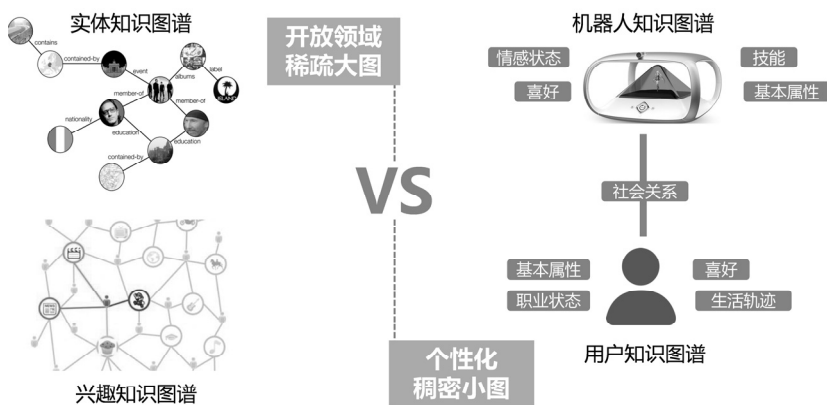 实体知识图谱
contains
contained-by
event
albums
label
member-of
member-of
nationality
education
education
contained-by
兴趣知识图谱
开放领域
稀疏大图
VS
个性化
稠密小图
机器人知识图谱
情感状态
技能
喜好
基本属性
社会关系
基本属性
喜好
职业状态
生活轨迹
用户知识图谱